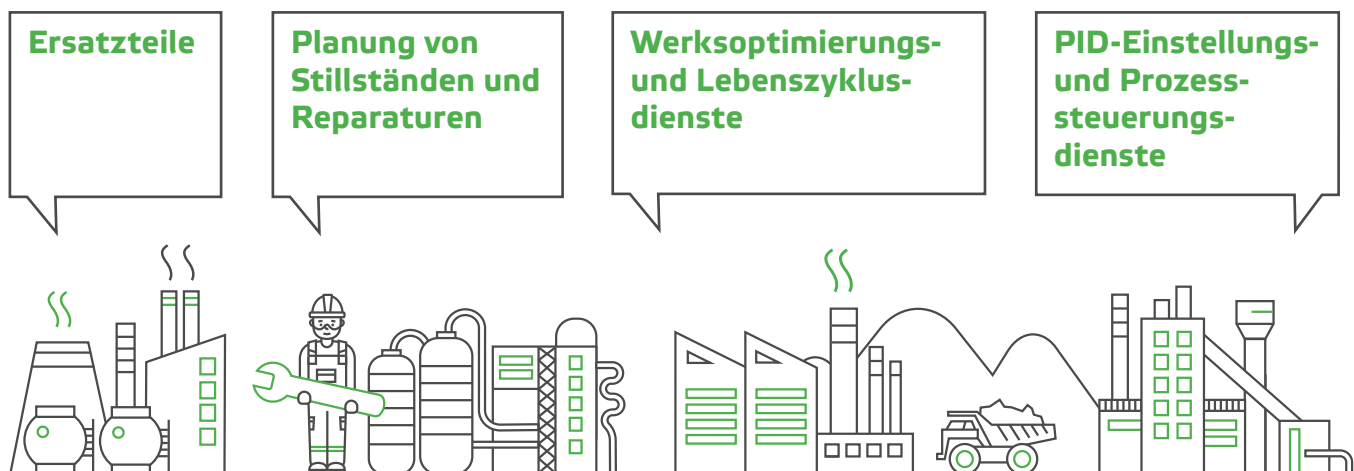 Ersatzteile
Planung von
Stillständen und
Reparaturen
Werksoptimierungs-
und Lebenszyklus-
dienste
PID-Einstellungs-
und Prozess-
steuerungs-
dienste